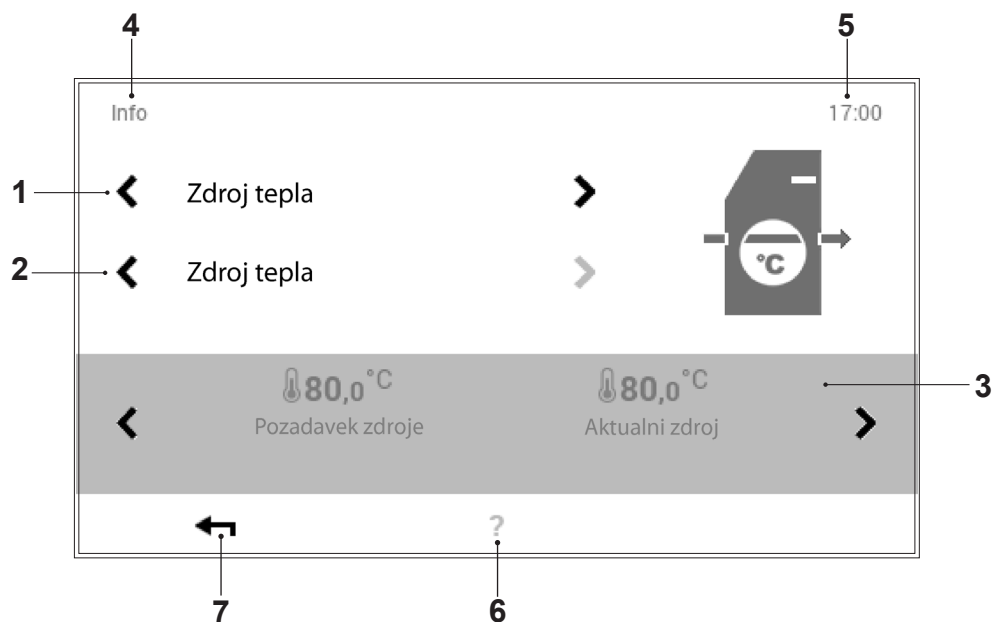 4
5
Info
17:00
1
Zdroj tepla
°C
2
Zdroj tepla
80,0°C
80,0°C
3
Pozadavek zdroje
Aktualni zdroj
?
7
6